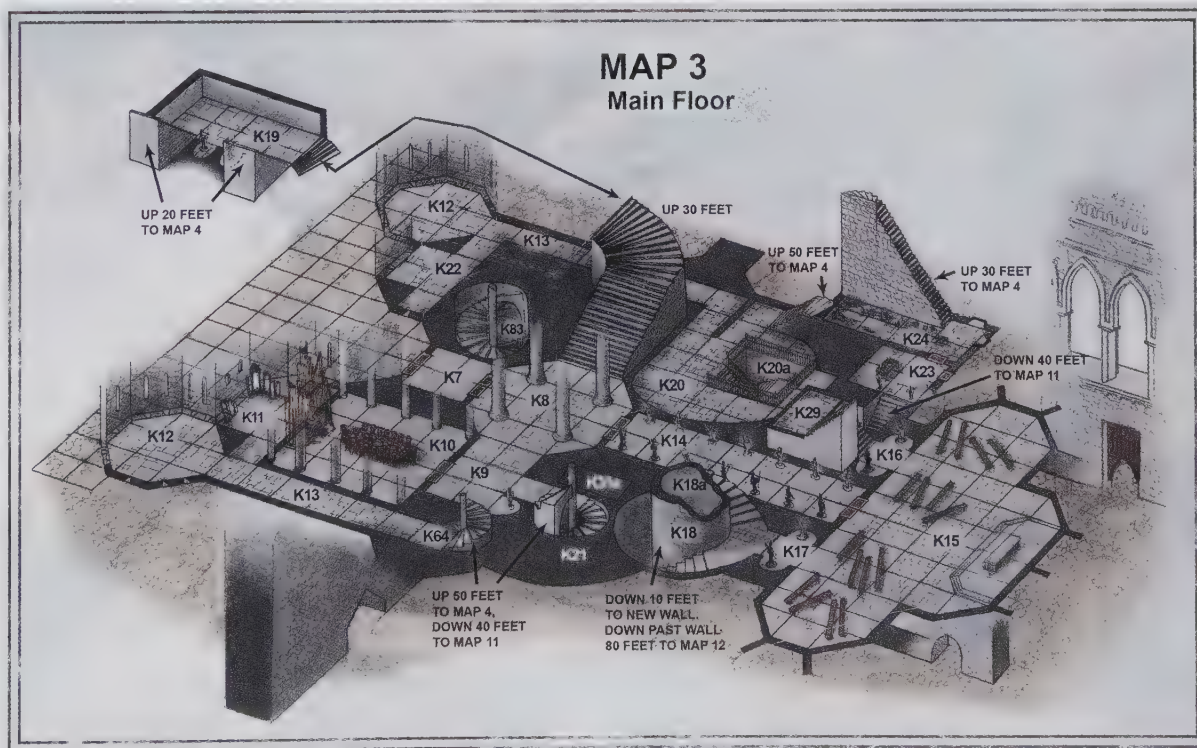 MAP 3
Main Floor
K19
UP 20 FEET
TO MAP 4
K12
K13
UP 30 FEET
K22
UP 50 FEET
TO MAP 4
UP 30 FEET
TO MAP 4
K83
K24
K7
K20
K20a
K23
DOWN 40 FEET
TO MAP 11
K8
K11
K29
K12
K10
K14
K16
K9
K13
K18a
K64
K18
K15
K21
K17
UP 50 FEET
TO MAP 4,
DOWN 40 FEET
TO MAP 11
DOWN 10 FEET
TO NEW WALL.
DOWN PAST WALL
80 FEET TO MAP 12